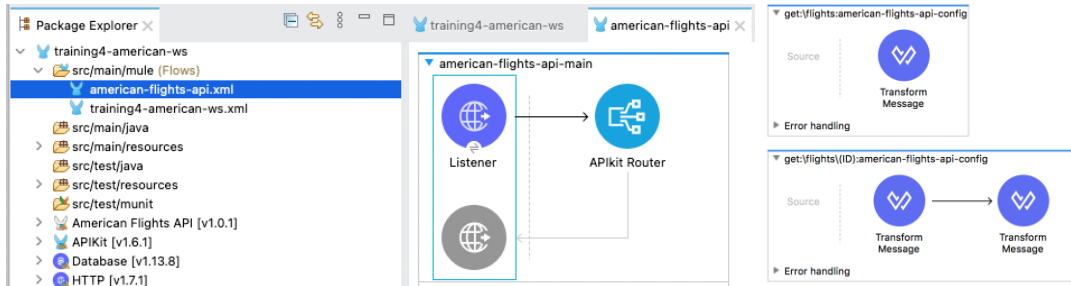 Package Explorer
training4-american-ws
src/main/mule (Flows)
american-flights-api.xml
training4-american-ws.xml
src/main/java
src/main/resources
src/test/java
src/test/resources
src/test/munit
American Flights API [v1.0.1]
APIKit [v1.6.1]
Database [v1.13.8]
HTTP [v1.7.1]
training4-american-ws
american-flights-api
american-flights-api-main
Listener
APIkit Router
get:\flights:american-flights-api-config
Source
Transform
Message
Error handling
get:\flights\(ID):american-flights-api-config
Source
Transform
Message
Transform
Message
Error handling